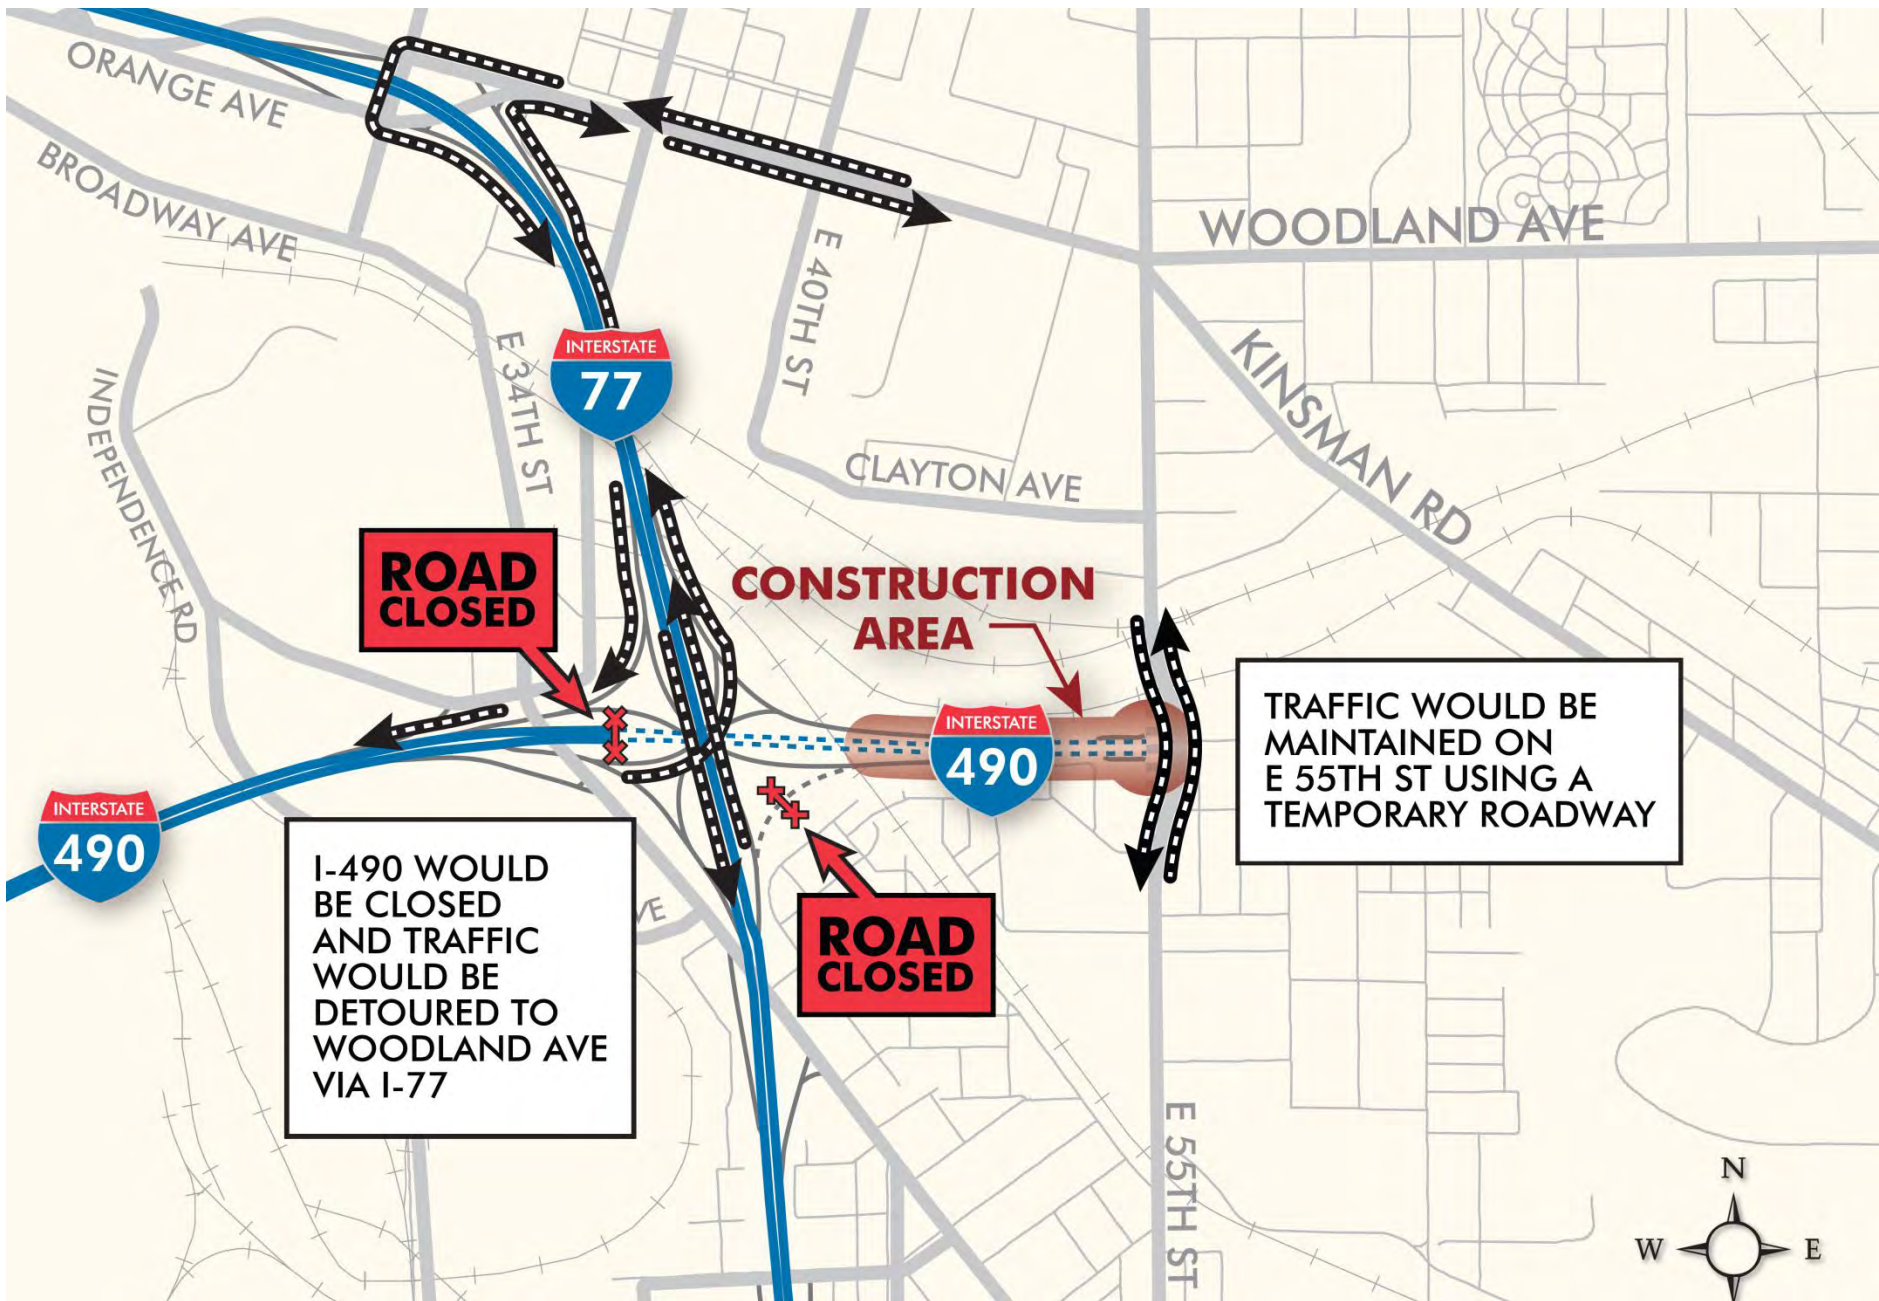 ORANGE AVE
BROADWAY AVE
WOODLAND AVE
E 40TH ST
INTERSTATE
77
E 34TH ST
INDEPENDENCE RD
KINSMAN RD
CLAYTON AVE
ROAD
CLOSED
CONSTRUCTION
AREA
INTERSTATE
490
TRAFFIC WOULD BE
MAINTAINED ON
E 55TH ST USING A
TEMPORARY ROADWAY
INTERSTATE
490
I-490 WOULD
BE CLOSED
AND TRAFFIC
WOULD BE
DETOURED TO
WOODLAND AVE
VIA I-77
VE
ROAD
CLOSED
E 55TH ST
N
W
E